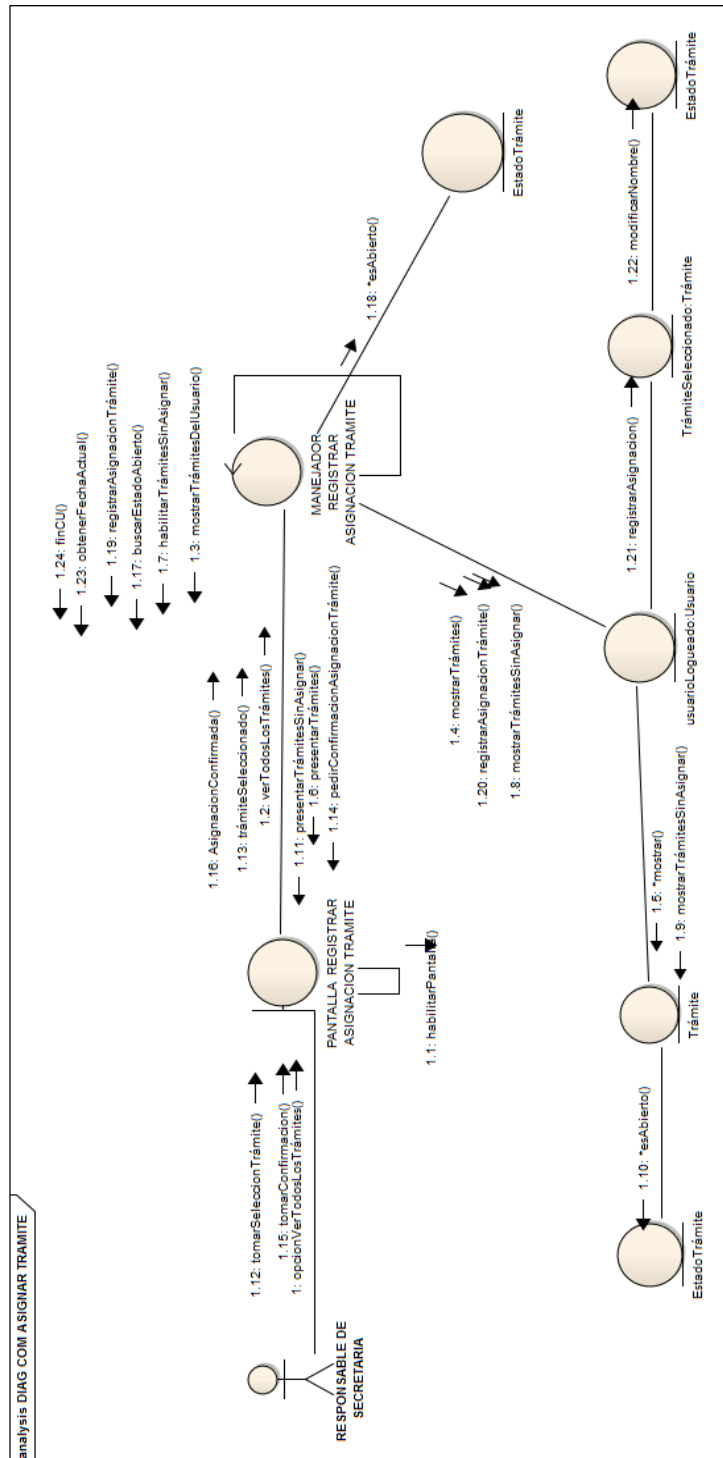 analysis DIAG COM ASIGNAR TRAMITE
1.24: finCU()
1.23: obtenerFechaActual()
1.19: registrarAsignacionTrámite()
1.17: buscarEstadoAbierto()
1.7: habilitarTrámitesSinAsignar()
1.3: mostrarTrámitesDelUsuario()
1.16: AsignacionConfirmada()
1.13: trámiteSeleccionado()
1.2: verTodosLosTrámites()
1.11: presentarTrámitesSinAsignar()
1.6: presentarTrámites()
1.14: pedirConfirmacionAsignacionTrámite()
1.12: tomarSeleccionTrámite()
1.15: tomarConfirmacion()
1: opcionVerTodosLosTrámites()
RESPONSABLE DE
SECRETARIA
PANTALLA REGISTRAR
ASIGNACION TRAMITE
1.1: habilitarPantalla()
MANEJADOR
REGISTRAR
ASIGNACION TRAMITE
1.18: *esAbierto()
EstadoTrámite
1.4: mostrarTrámites()
1.20: registrarAsignacionTrámite()
1.8: mostrarTrámitesSinAsignar()
1.10: *esAbierto()
EstadoTrámite
1.5: *mostrar()
1.9: mostrarTrámitesSinAsignar()
Trámite
usuarioLogueado:Usuario
1.21: registrarAsignacion()
TrámiteSeleccionado:Trámite
1.22: modificarNombre()
EstadoTrámite